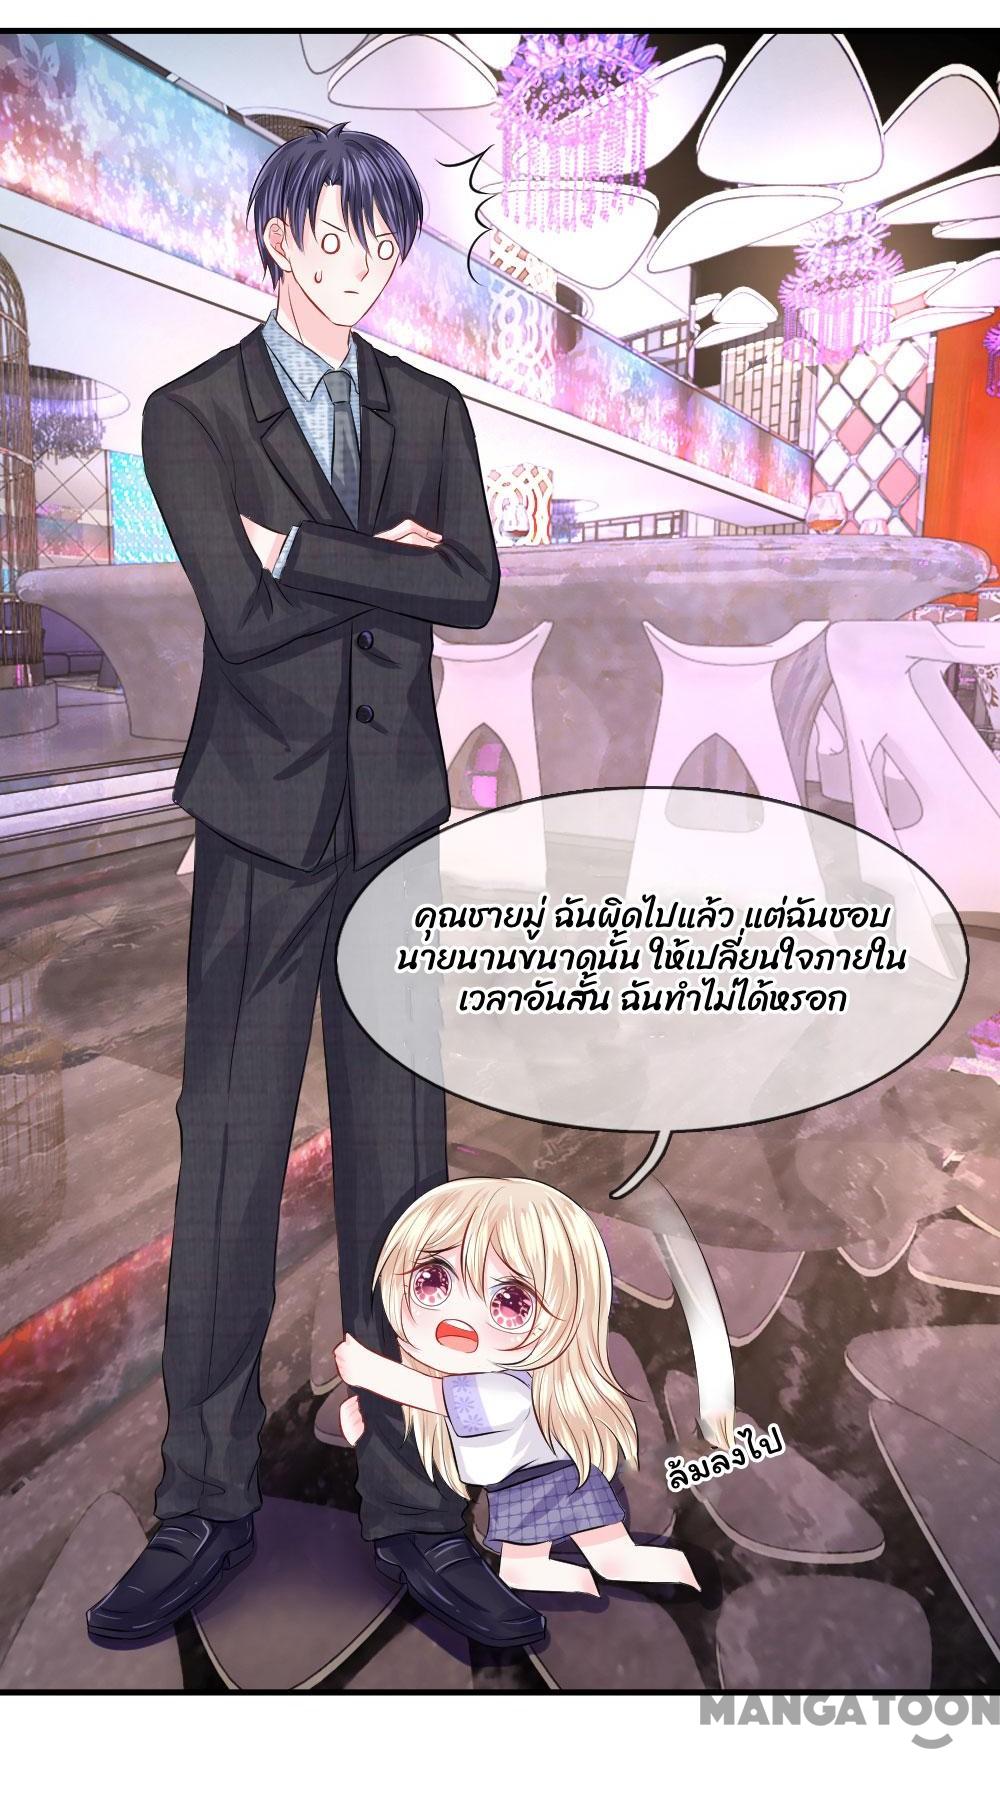 คุณชายมู่ ฉันผิดไปแล้ว แต่ฉันชอบ
นายนานขนาดนั้น ให้เปลี่ยนใจภายใน
เวลาอันสั้น ฉันทำไม่ได้หรอก
ล้มลงไป
MANGATOON